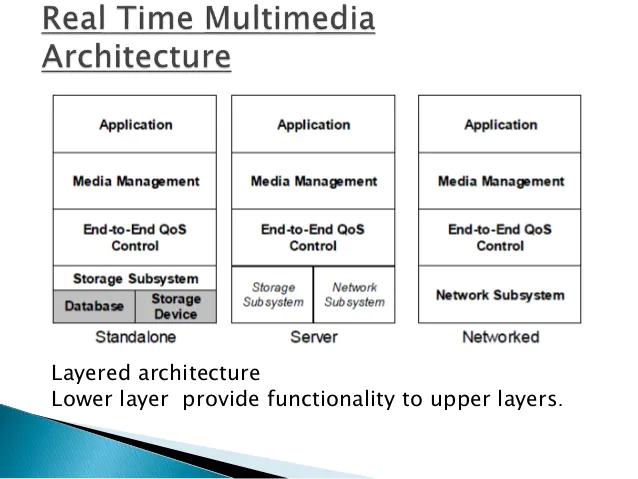 Real Time Multimedia
Architecture
Application
Media Management
End-to-End QoS
Control
Storage Subsystem
Database
Storage
Device
Standalone
Application
Media Management
End-to-End QoS
Control
Storage
Subsystem
Network
Subsystem
Server
Application
Media Management
End-to-End QoS
Control
Network Subsystem
Networked
Layered architecture
Lower layer provide functionality to upper layers.